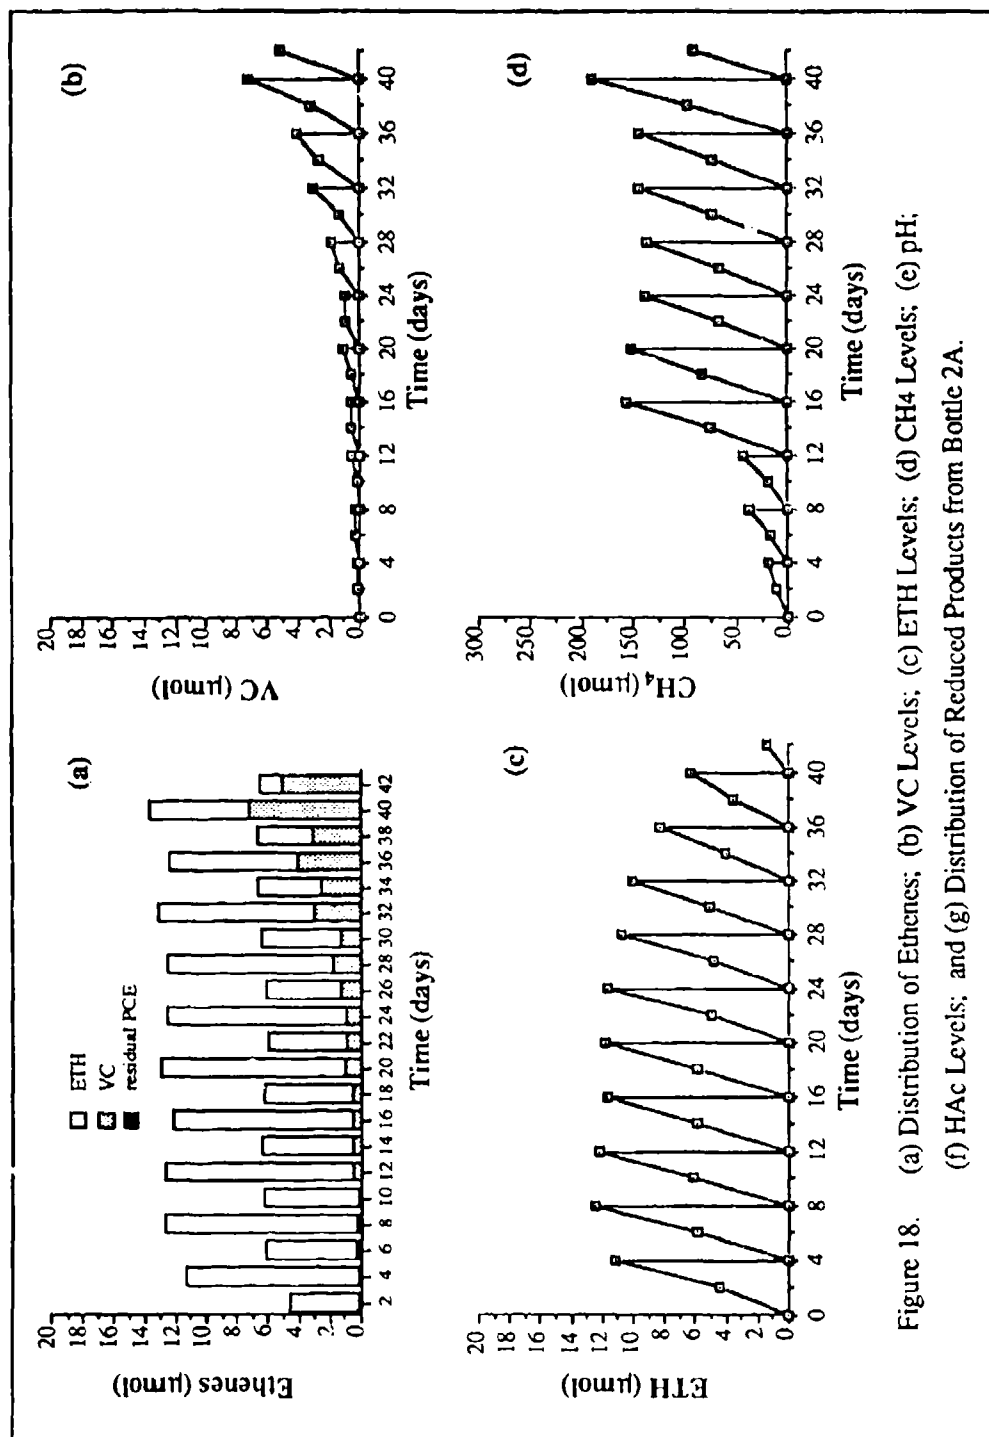 (a)
20
18
16
14
12
10
8
6
4
2
0
Ethenes (µmol)
ETH
VC
residual PCE
2 4 6 8 10 12 14 16 18 20 22 24 26 28 30 32 34 36 38 40 42
Time (days)
(b)
20
18
16
14
12
10
8
6
4
2
0
VC (µmol)
0 4 8 12 16 20 24 28 32 36 40
Time (days)
(c)
20
18
16
14
12
10
8
6
4
2
0
ETH (µmol)
0 4 8 12 16 20 24 28 32 36 40
Time (days)
(d)
300
250
200
150
100
50
0
CH₄ (µmol)
0 4 8 12 16 20 24 28 32 36 40
Time (days)
Figure 18. (a) Distribution of Ethenes; (b) VC Levels; (c) ETH Levels; (d) CH4 Levels; (e) pH;
(f) HAc Levels; and (g) Distribution of Reduced Products from Bottle 2A.